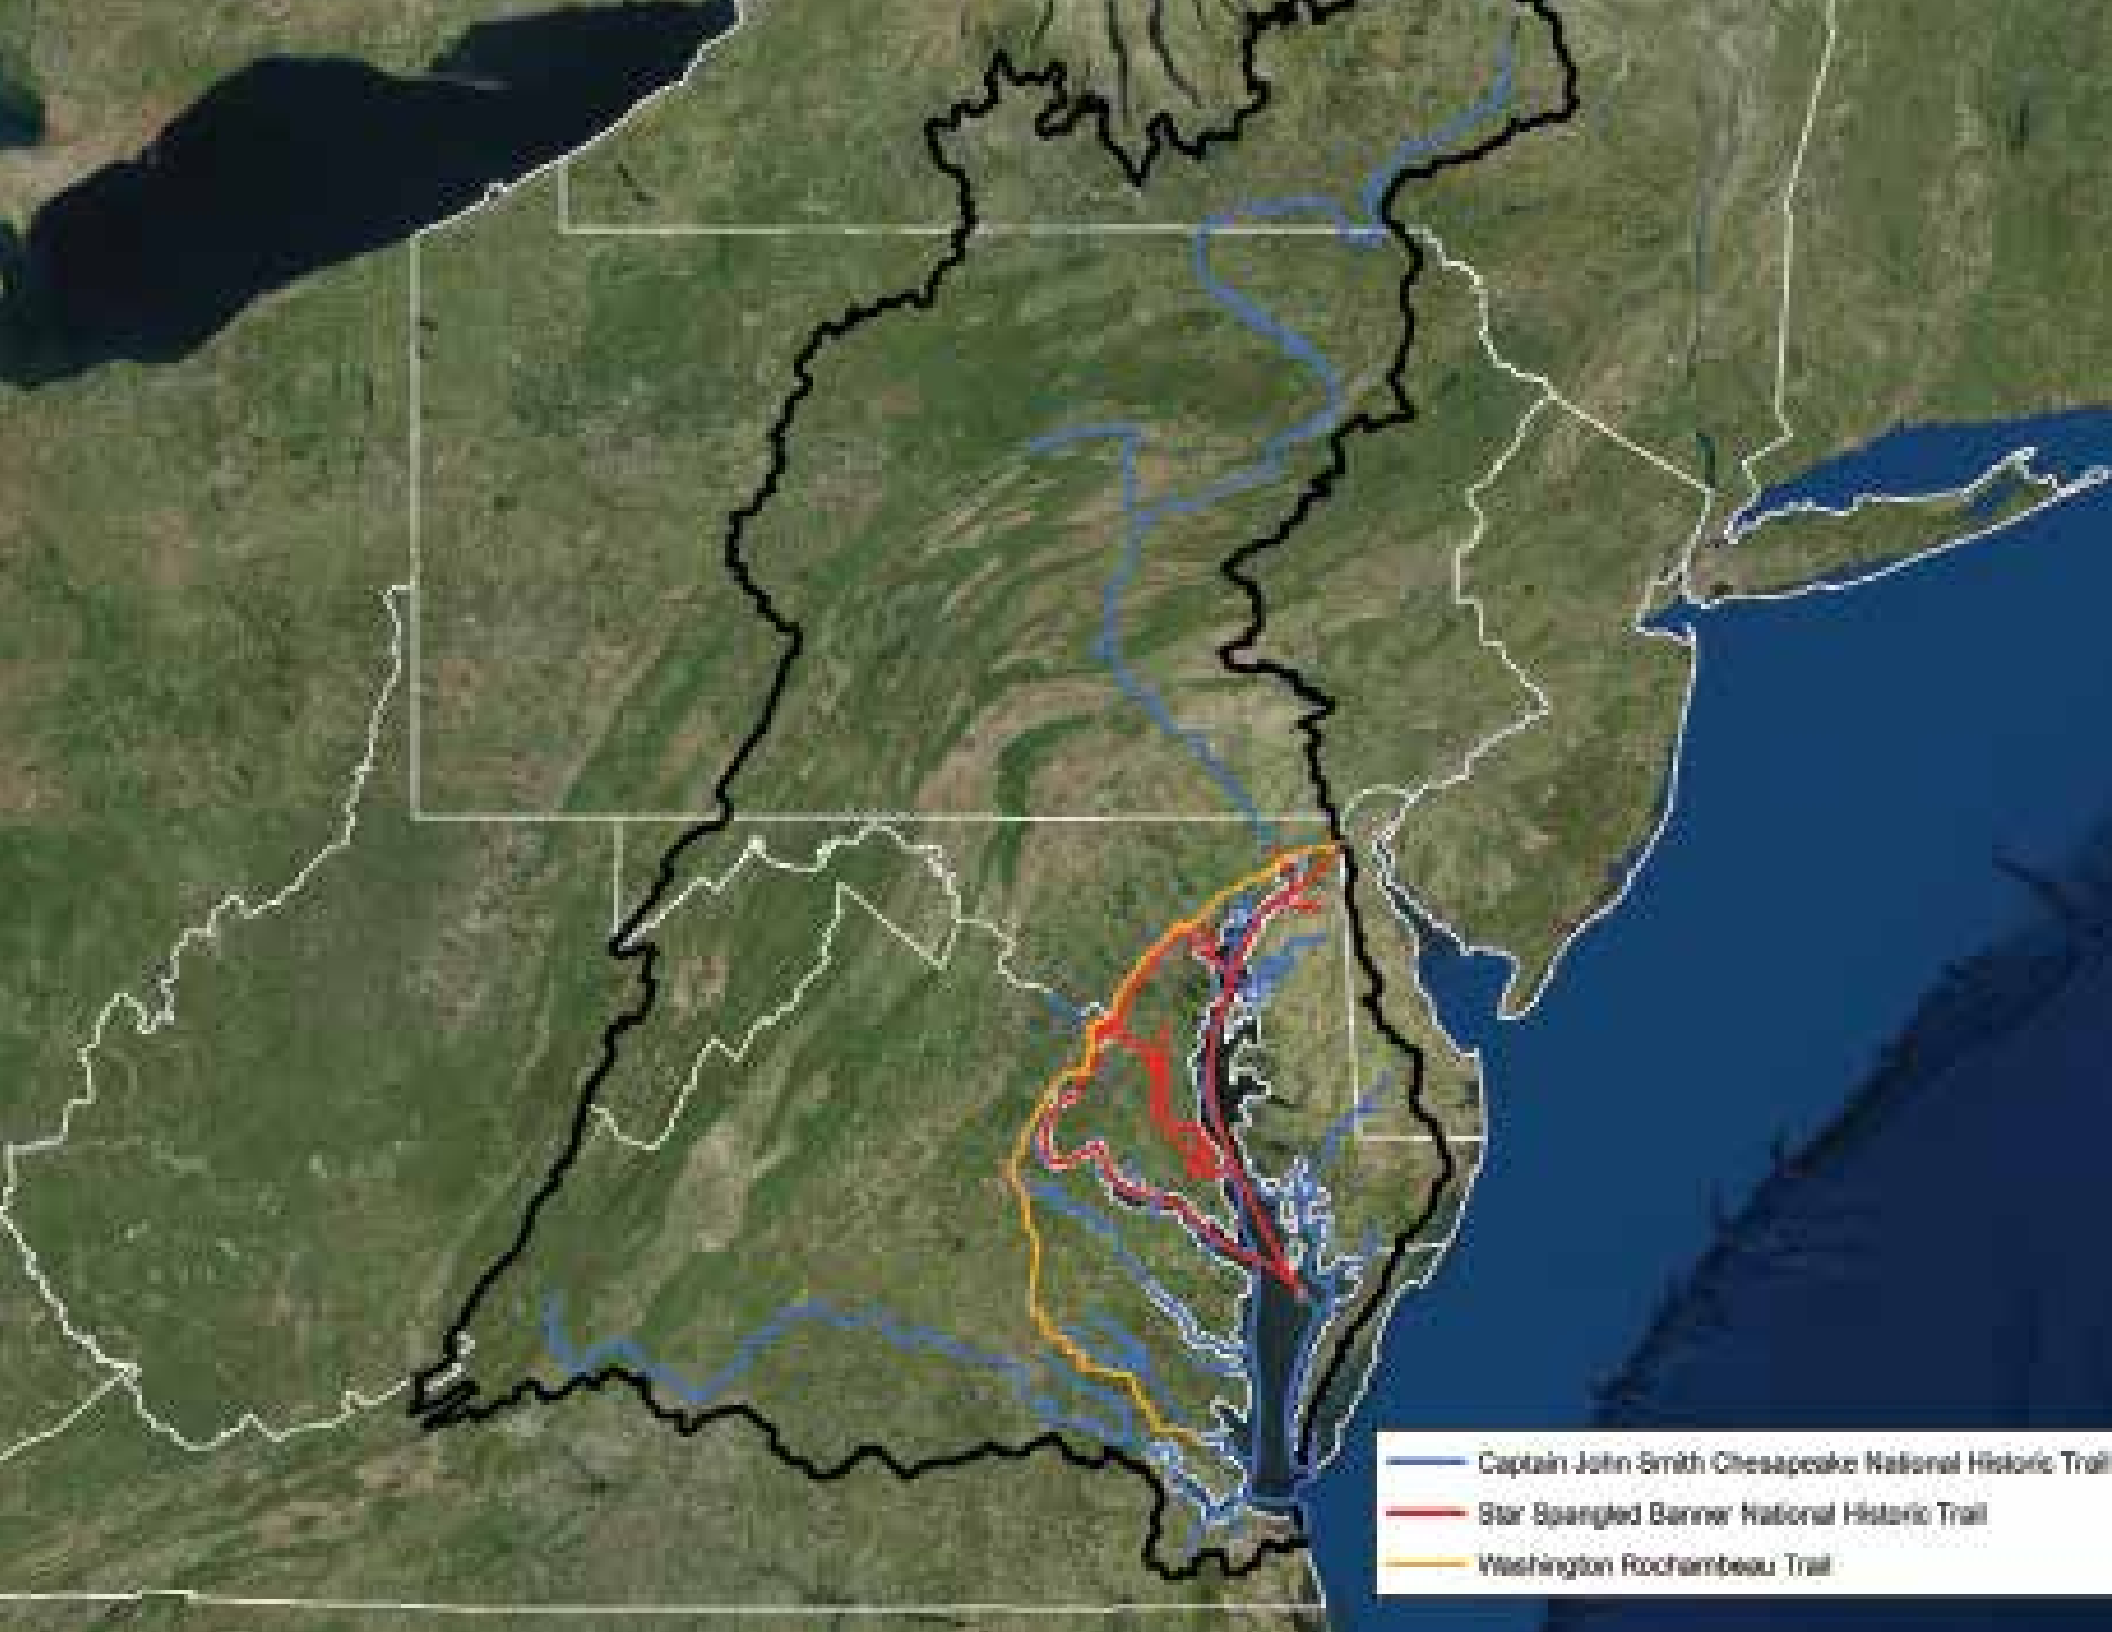 Captain John Smith Chesapeake National Historic Trail
Star Spangled Banner National Historic Trail
Washington Rochambeau Trail